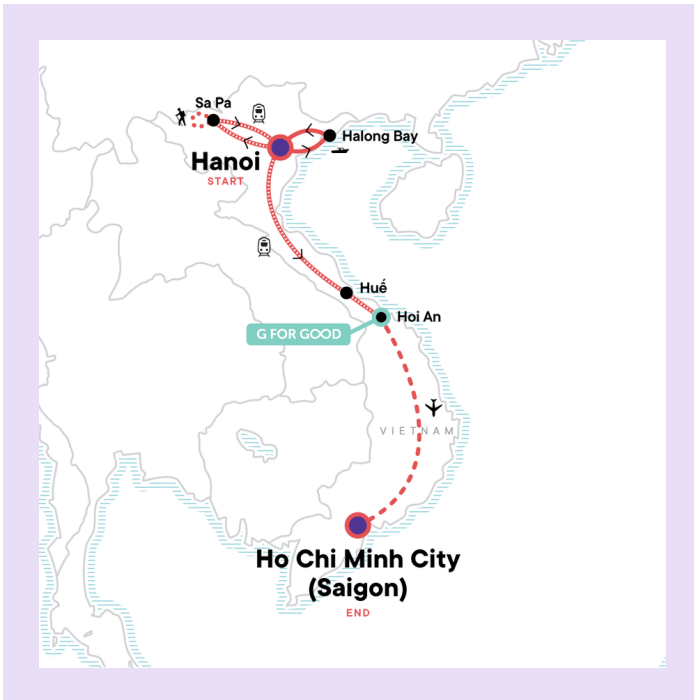 Sa Pa
Halong Bay
Hanoi
START
Huế
Hoi An
G FOR GOOD
VIETNAM
Ho Chi Minh City
(Saigon)
END